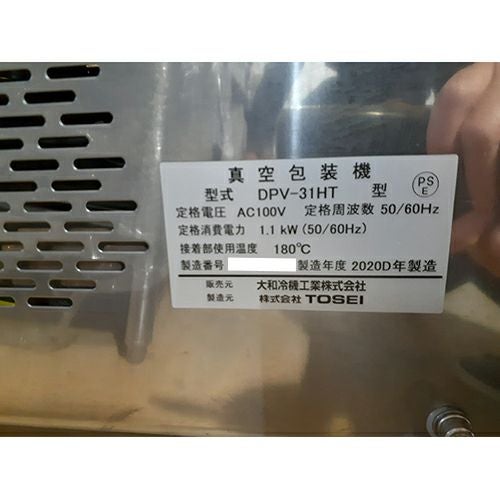 真空包装機
型式 DPV-31HT 型 PSE
定格電圧 AC100V 定格周波数 50/60Hz
定格消費電力 1.1kW(50/60Hz)
接着部使用温度 180℃
製造番号 製造年度 2020D年製造
販売元 大和冷機工業株式会社
製造元 株式会社 TOSEI